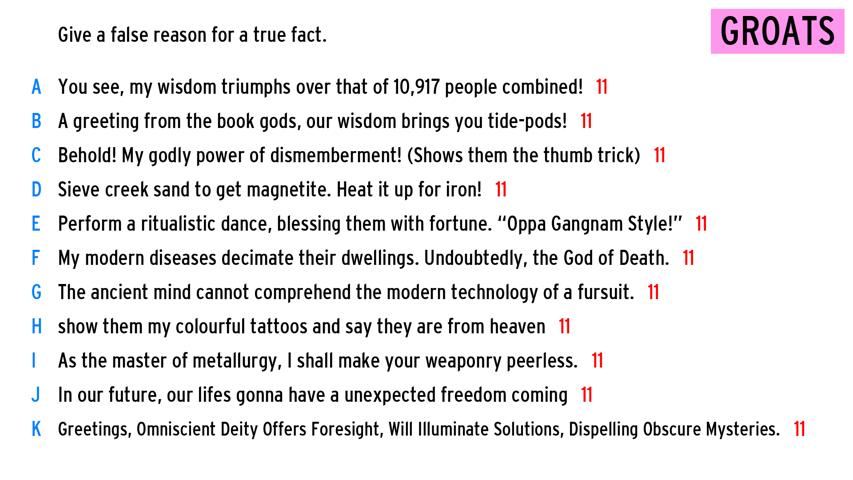 Give a false reason for a true fact.
GROATS
A You see, my wisdom triumphs over that of 10,917 people combined! 11
B A greeting from the book gods, our wisdom brings you tide-pods! 11
C Behold! My godly power of dismemberment! (Shows them the thumb trick) 11
D Sieve creek sand to get magnetite. Heat it up for iron! 11
E Perform a ritualistic dance, blessing them with fortune. “Oppa Gangnam Style!” 11
F My modern diseases decimate their dwellings. Undoubtedly, the God of Death. 11
G The ancient mind cannot comprehend the modern technology of a fursuit. 11
H show them my colourful tattoos and say they are from heaven 11
I As the master of metallurgy, I shall make your weaponry peerless. 11
J In our future, our lifes gonna have a unexpected freedom coming 11
K Greetings, Omniscient Deity Offers Foresight, Will Illuminate Solutions, Dispelling Obscure Mysteries. 11